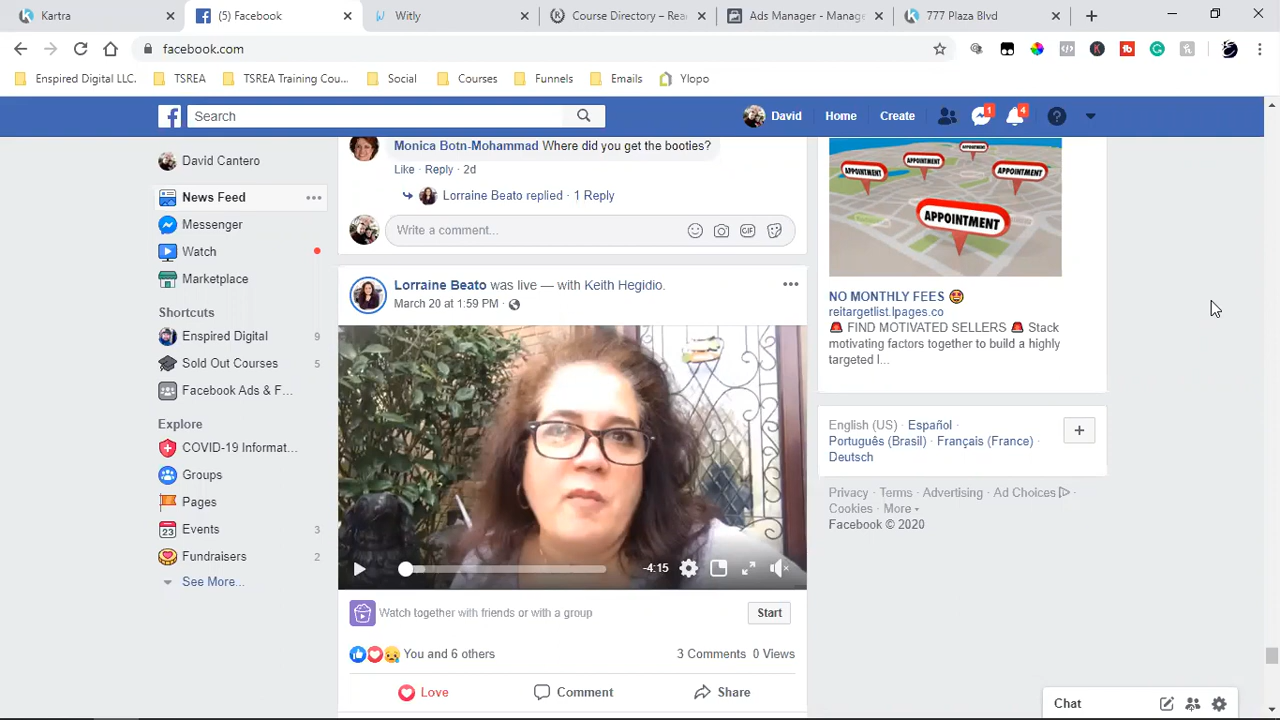 Kartra
(5) Facebook
Witly
Course Directory – Rea
Ads Manager - Manage
777 Plaza Blvd
facebook.com
Enspired Digital LLC.
TSREA
TSREA Training Cou...
Social
Courses
Funnels
Emails
Ylopo
Search
David
Home
Create
1
4
David Cantero
News Feed
Messenger
Watch
Marketplace
Shortcuts
Enspired Digital 9
Sold Out Courses 5
Facebook Ads & F...
Explore
COVID-19 Informat...
Groups
Pages
23 Events 3
Fundraisers 2
See More...
Monica Botn-Mohammad Where did you get the booties?
Like · Reply · 2d
Lorraine Beato replied · 1 Reply
Write a comment...
GIF
Lorraine Beato was live — with Keith Hegidio.
March 20 at 1:59 PM ·
-4:15
Watch together with friends or with a group
Start
You and 6 others
3 Comments 0 Views
Love
Comment
Share
APPOINTMENT
APPOINTMENT
APPOINTMENT
APPOINTMENT
APPOINTMENT
NO MONTHLY FEES 🤩
reitargetlist.lpages.co
🚨 FIND MOTIVATED SELLERS 🚨 Stack
motivating factors together to build a highly
targeted l...
English (US) · Español ·
Português (Brasil) · Français (France) ·
Deutsch
Privacy · Terms · Advertising · Ad Choices ·
Cookies · More
Facebook © 2020
Chat